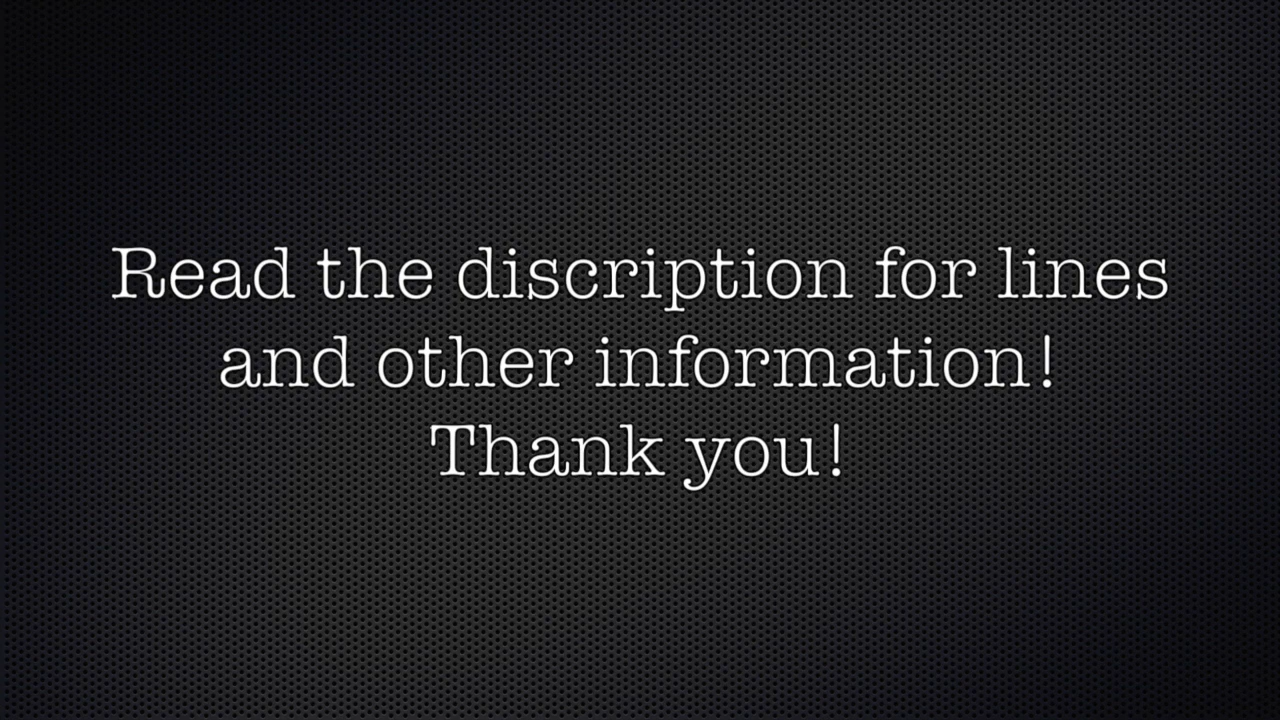 Read the discription for lines
and other information!
Thank you!